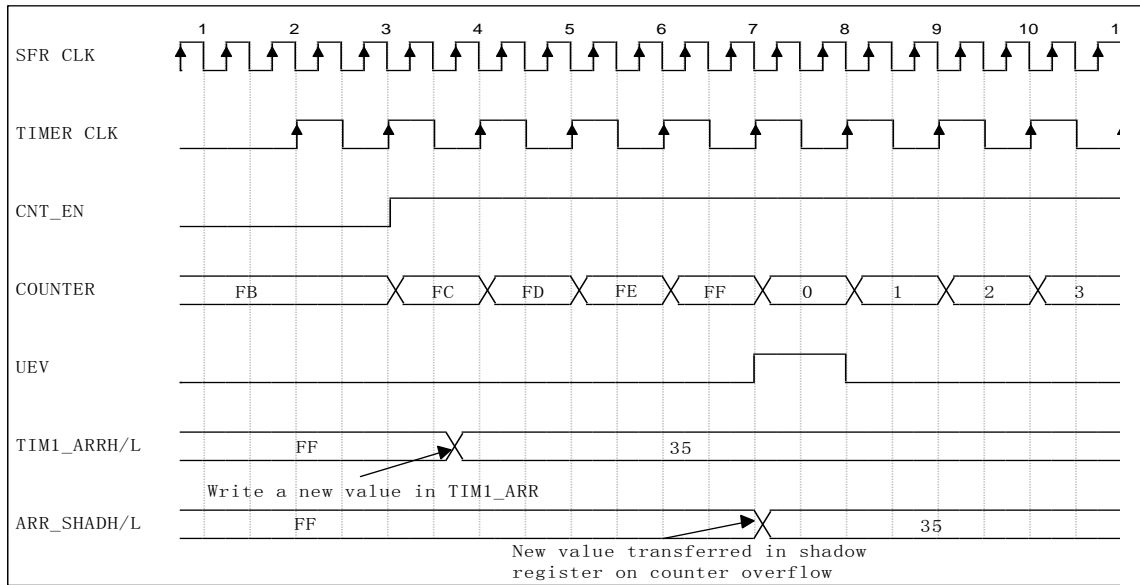 1 2 3 4 5 6 7 8 9 10 1
SFR CLK
TIMER CLK
CNT_EN
COUNTER FB FC FD FE FF 0 1 2 3
UEV
TIM1_ARRH/L FF 35
Write a new value in TIM1_ARR
ARR_SHADH/L FF 35
New value transferred in shadow
register on counter overflow